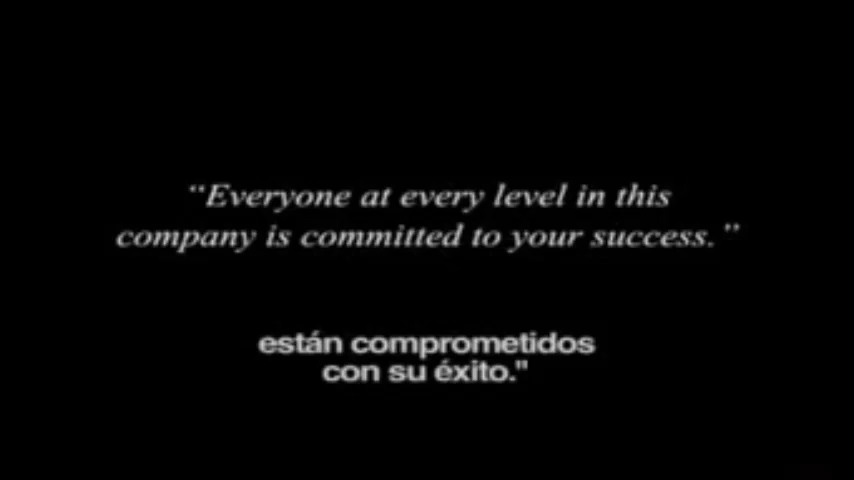 “Everyone at every level in this
company is committed to your success.”
están comprometidos
con su éxito."